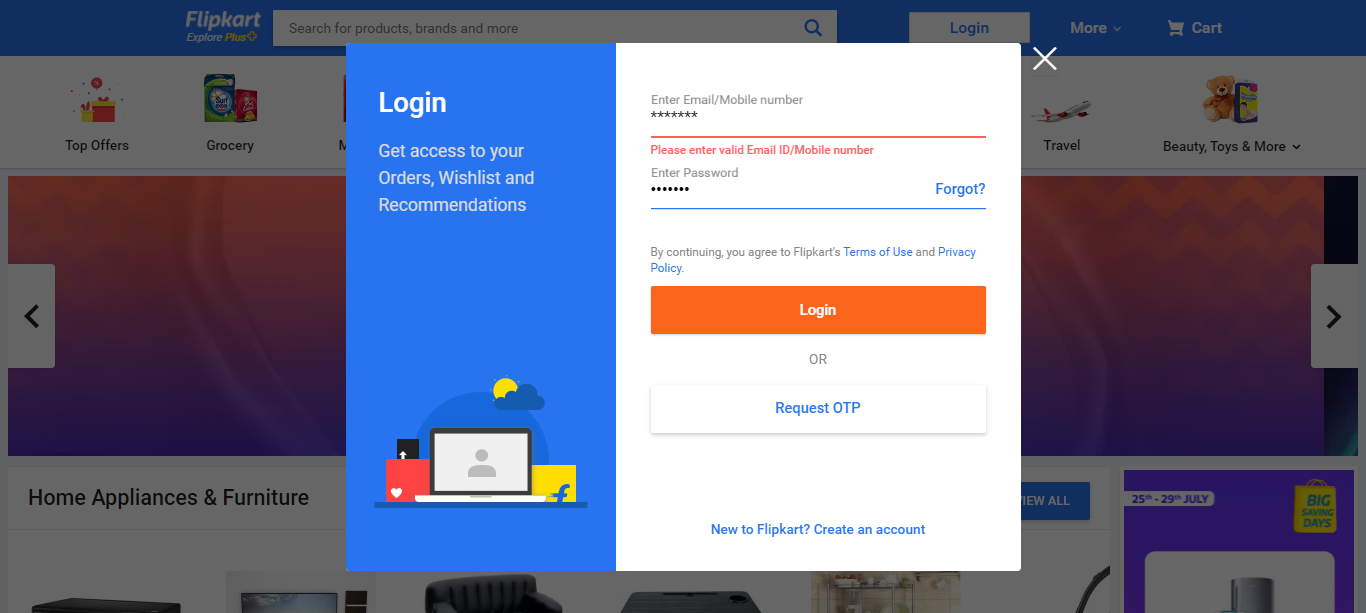 Flipkart
Explore Plus
Search for products, brands and more
Login
More
Cart
Top Offers
Grocery
Travel
Beauty, Toys & More
Login
Get access to your
Orders, Wishlist and
Recommendations
Enter Email/Mobile number
*******
Please enter valid Email ID/Mobile number
Enter Password
•••••••
Forgot?
By continuing, you agree to Flipkart's Terms of Use and Privacy
Policy.
Login
OR
Request OTP
New to Flipkart? Create an account
Home Appliances & Furniture
VIEW ALL
25th - 29th JULY
BIG
SAVING
DAYS